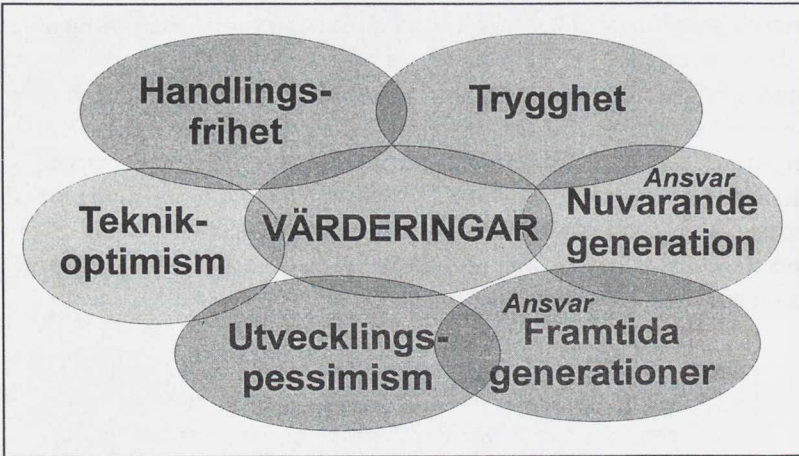 Handlings-
frihet
Trygghet
Teknik-
optimism
VÄRDERINGAR
Ansvar
Nuvarande
generation
Utvecklings-
pessimism
Ansvar
Framtida
generationer